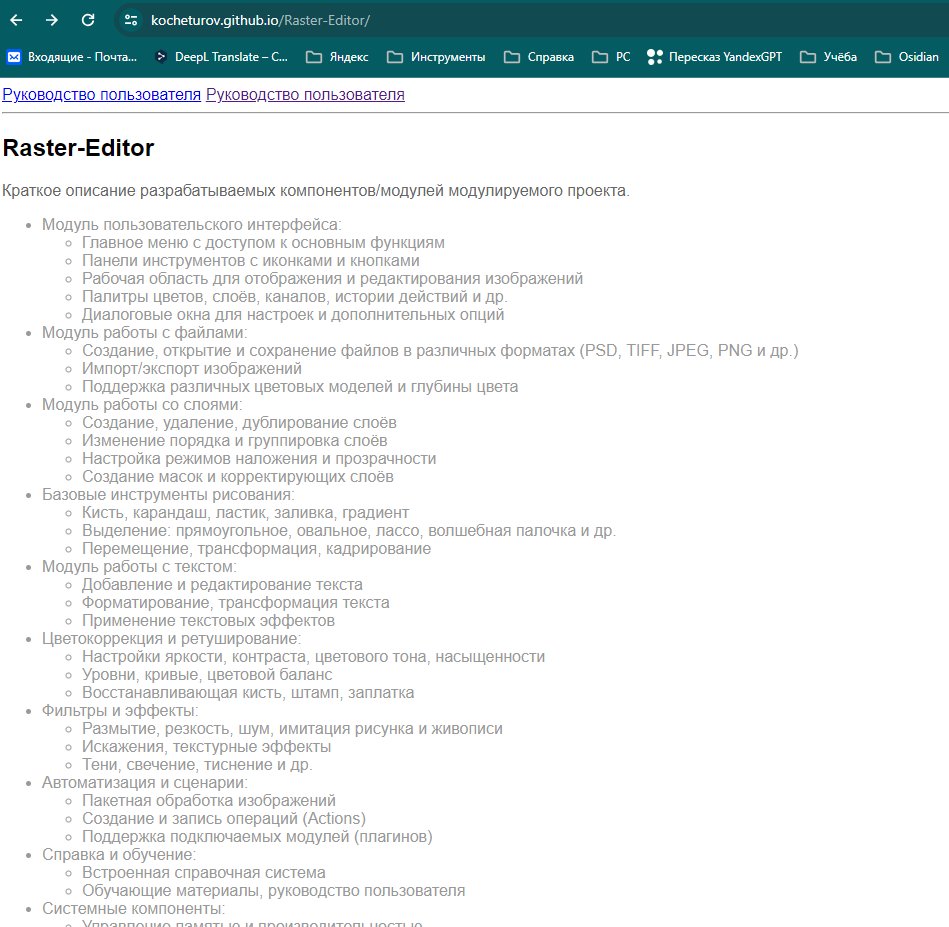 kocheturov.github.io/Raster-Editor/
Входящие - Почта... DeepL Translate – C... Яндекс Инструменты Справка РС Пересказ YandexGPT Учёба Osidian
Руководство пользователя Руководство пользователя
Raster-Editor
Краткое описание разрабатываемых компонентов/модулей модулируемого проекта.
Модуль пользовательского интерфейса:
Главное меню с доступом к основным функциям
Панели инструментов с иконками и кнопками
Рабочая область для отображения и редактирования изображений
Палитры цветов, слоёв, каналов, истории действий и др.
Диалоговые окна для настроек и дополнительных опций
Модуль работы с файлами:
Создание, открытие и сохранение файлов в различных форматах (PSD, TIFF, JPEG, PNG и др.)
Импорт/экспорт изображений
Поддержка различных цветовых моделей и глубины цвета
Модуль работы со слоями:
Создание, удаление, дублирование слоёв
Изменение порядка и группировка слоёв
Настройка режимов наложения и прозрачности
Создание масок и корректирующих слоёв
Базовые инструменты рисования:
Кисть, карандаш, ластик, заливка, градиент
Выделение: прямоугольное, овальное, лассо, волшебная палочка и др.
Перемещение, трансформация, кадрирование
Модуль работы с текстом:
Добавление и редактирование текста
Форматирование, трансформация текста
Применение текстовых эффектов
Цветокоррекция и ретуширование:
Настройки яркости, контраста, цветового тона, насыщенности
Уровни, кривые, цветовой баланс
Восстанавливающая кисть, штамп, заплатка
Фильтры и эффекты:
Размытие, резкость, шум, имитация рисунка и живописи
Искажения, текстурные эффекты
Тени, свечение, тиснение и др.
Автоматизация и сценарии:
Пакетная обработка изображений
Создание и запись операций (Actions)
Поддержка подключаемых модулей (плагинов)
Справка и обучение:
Встроенная справочная система
Обучающие материалы, руководство пользователя
Системные компоненты:
Управление памятью и производительностью